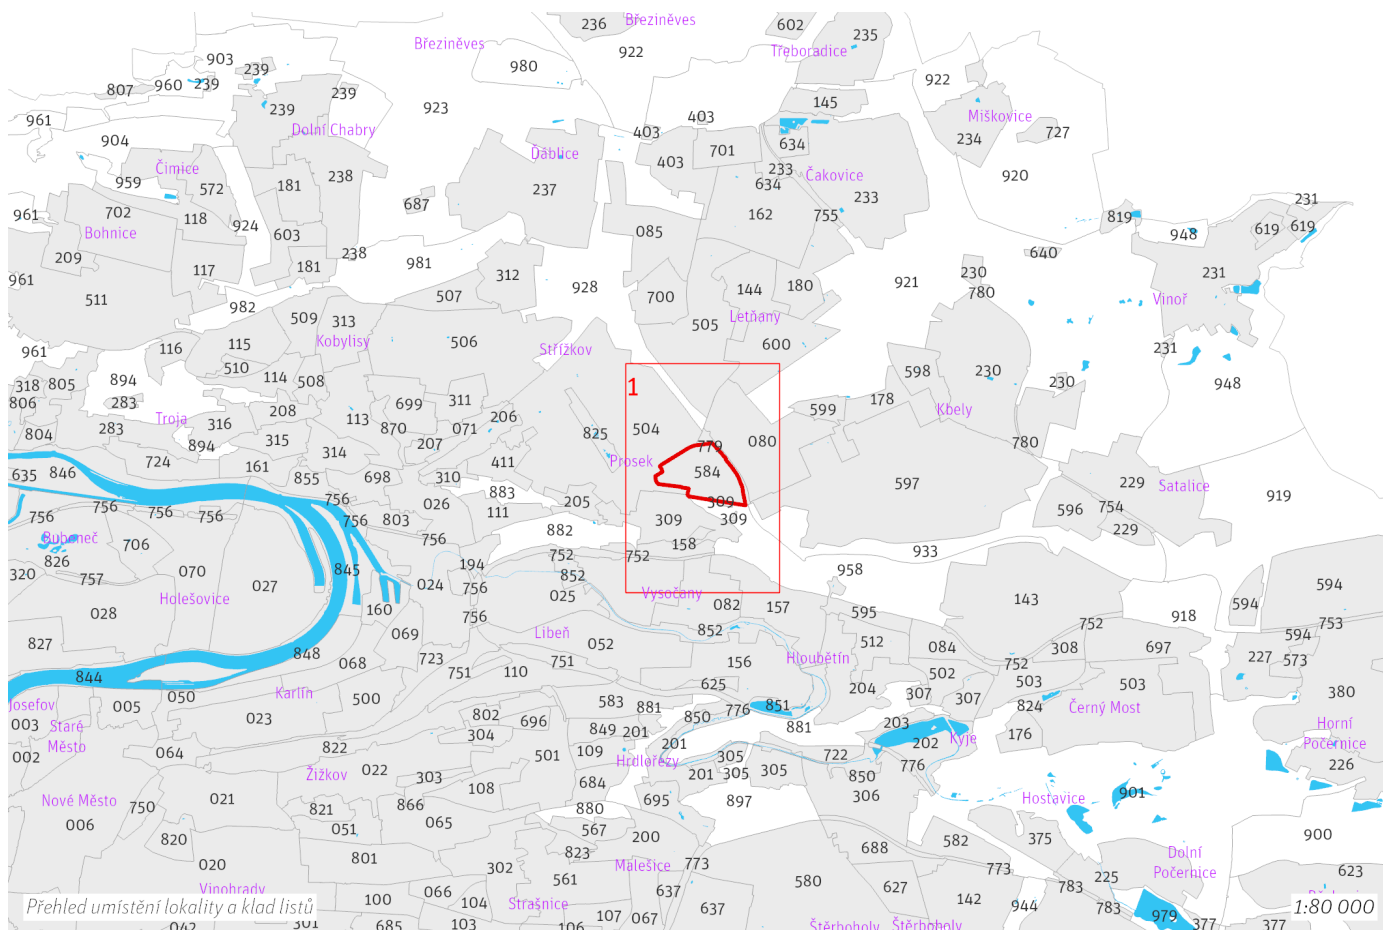 236 Březiněves 602 235
Březiněves 922 Třeboradice
903 980 922
239
807 960 239 239 923 145 Miškovice
239 403
961 Dolní Chabry 403 234 727
904 Ďáblice 403 701 634
Čimice 233 Čakovice 920
959 572 181 238 237 634 233
961 702 118 924 687 162 755 819 231
Bohnice 603 085 948 619 619
209 238 640
961 117 181 981 312 230 231
511 507 928 700 144 180 921 780 Vinoř
982 509 313 505 Letňany
961 116 115 Kobylisy 506 Střížkov 600 231
894 510 114 508 598 230 948
318 805 283 699 311 1 178 230
806 Troja 208 113 206 599 Kbely
804 283 316 870 071 825 504 080
894 315 207 779 780
724 161 314 411 Prosek 584
635 846 855 698 310 883 597 229 Satalice
756 756 756 756 756 026 111 205 309 919
756 803 309 309 596 754
Bubeneč 706 756 882 158 229
826 845 752 752 933
320 757 070 027 194 852 958 594
Holešovice 024 756 025 Vysočany
028 160 756 082 157 595 143 918 594
827 069 Libeň 052 852 752 753
848 068 723 751 512 084 308 697 594
844 751 110 156 Hloubětín 752 227 573
050 Karlín 500 625 204 502 503 503
Josefov 005 583 881 776 851 307 307 824 Černý Most 380
003 Staré 023 802 696 850 881 203 Horní
Město 304 849 201 202 Kyje 176 Počernice
002 064 822 501 109 201 305 722 226
Žižkov 022 303 Hrdlořezy 305 776
684 201 305 850 Hostavice 901
Nové Město 750 021 821 866 108 695 897 306
006 051 065 880 900
820 567 200 582 375
801 823 Malešice 688 Dolní
020 302 773 773 Počernice 623
Vinohrady 066 561 637 580 627 783 225
100 104 Strašnice 142 944
Přehled umístění lokality a klad listů 107 067 637 783 979 1:80 000
301 685 103 106 Štěrboholy Štěrboholy 377 377
042